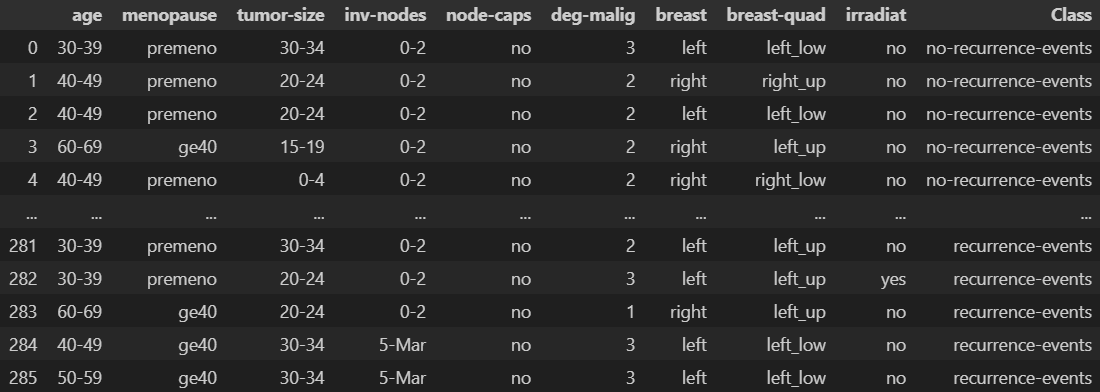 age menopause tumor-size inv-nodes node-caps deg-malig breast breast-quad irradiat Class
0 30-39 premeno 30-34 0-2 no 3 left left_low no no-recurrence-events
1 40-49 premeno 20-24 0-2 no 2 right right_up no no-recurrence-events
2 40-49 premeno 20-24 0-2 no 2 left left_low no no-recurrence-events
3 60-69 ge40 15-19 0-2 no 2 right left_up no no-recurrence-events
4 40-49 premeno 0-4 0-2 no 2 right right_low no no-recurrence-events
... ... ... ... ... ... ... ... ... ... ...
281 30-39 premeno 30-34 0-2 no 2 left left_up no recurrence-events
282 30-39 premeno 20-24 0-2 no 3 left left_up yes recurrence-events
283 60-69 ge40 20-24 0-2 no 1 right left_up no recurrence-events
284 40-49 ge40 30-34 5-Mar no 3 left left_low no recurrence-events
285 50-59 ge40 30-34 5-Mar no 3 left left_low no recurrence-events